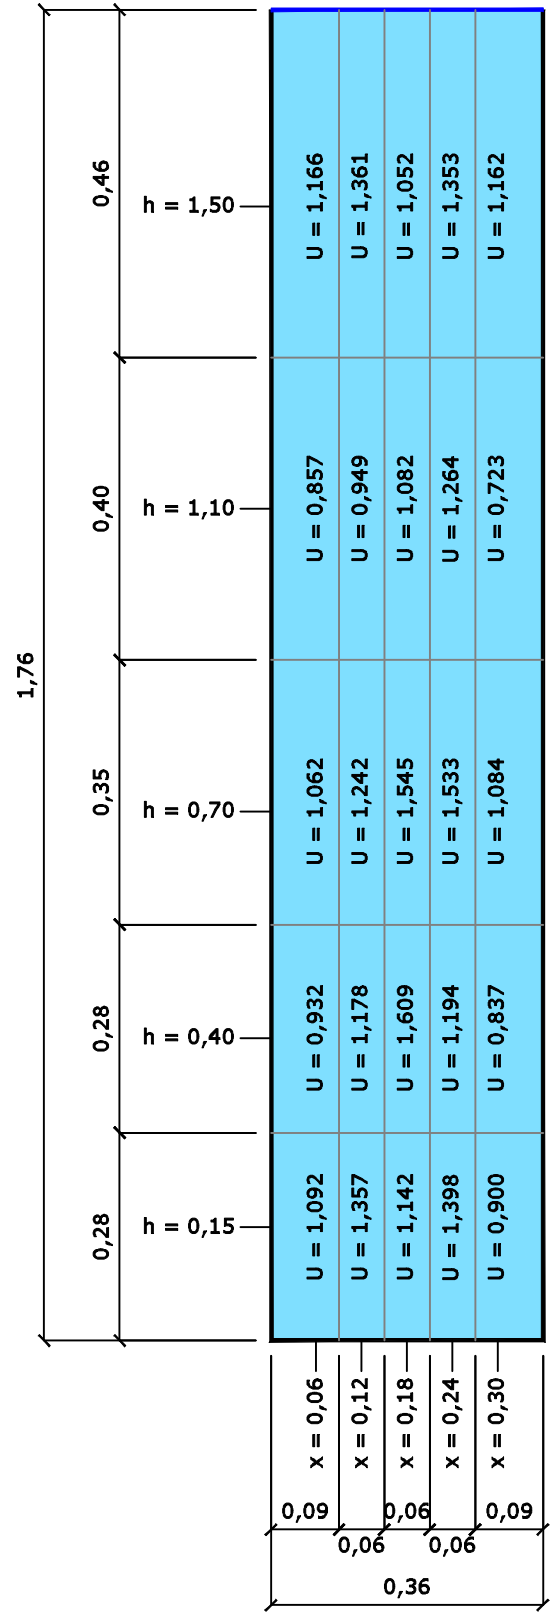 1,76
0,46
h = 1,50
U = 1,166
U = 1,361
U = 1,052
U = 1,353
U = 1,162
0,40
h = 1,10
U = 0,857
U = 0,949
U = 1,082
U = 1,264
U = 0,723
0,35
h = 0,70
U = 1,062
U = 1,242
U = 1,545
U = 1,533
U = 1,084
0,28
h = 0,40
U = 0,932
U = 1,178
U = 1,609
U = 1,194
U = 0,837
0,28
h = 0,15
U = 1,092
U = 1,357
U = 1,142
U = 1,398
U = 0,900
x = 0,06
x = 0,12
x = 0,18
x = 0,24
x = 0,30
0,09
0,06
0,06
0,06
0,09
0,36